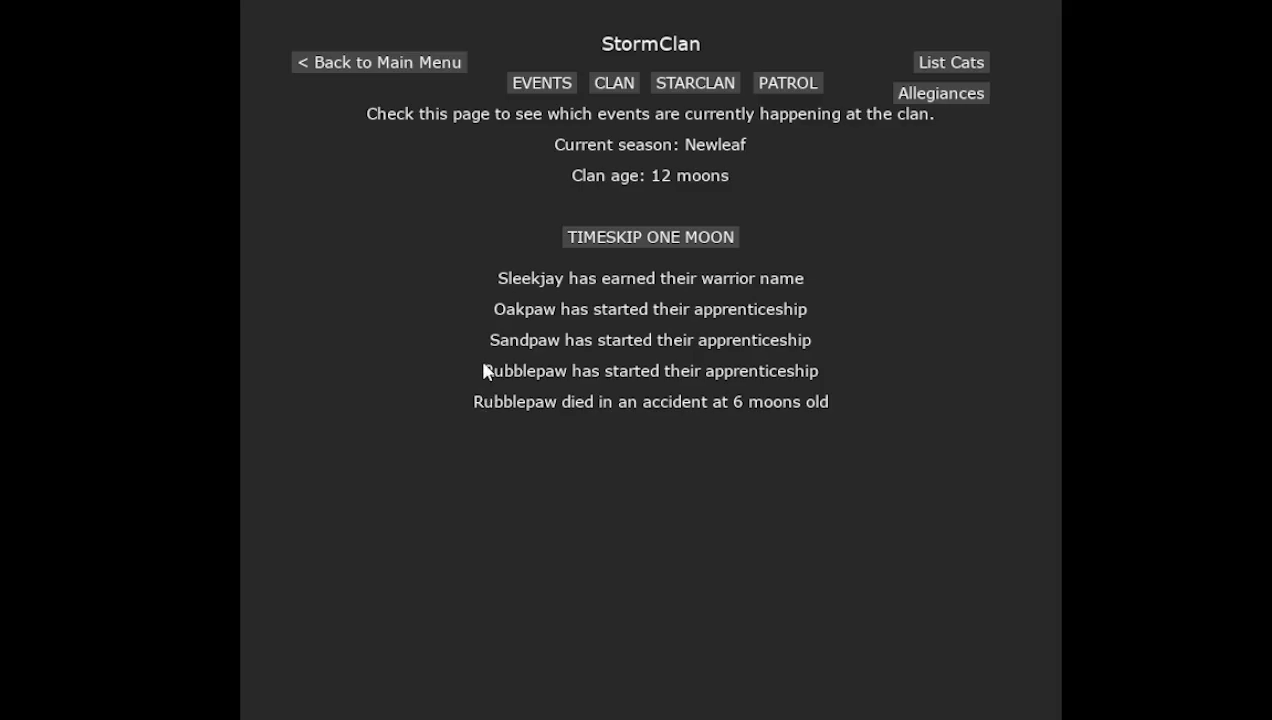 StormClan
< Back to Main Menu
List Cats
EVENTS CLAN STARCLAN PATROL
Allegiances
Check this page to see which events are currently happening at the clan.
Current season: Newleaf
Clan age: 12 moons
TIMESKIP ONE MOON
Sleekjay has earned their warrior name
Oakpaw has started their apprenticeship
Sandpaw has started their apprenticeship
Rubblepaw has started their apprenticeship
Rubblepaw died in an accident at 6 moons old